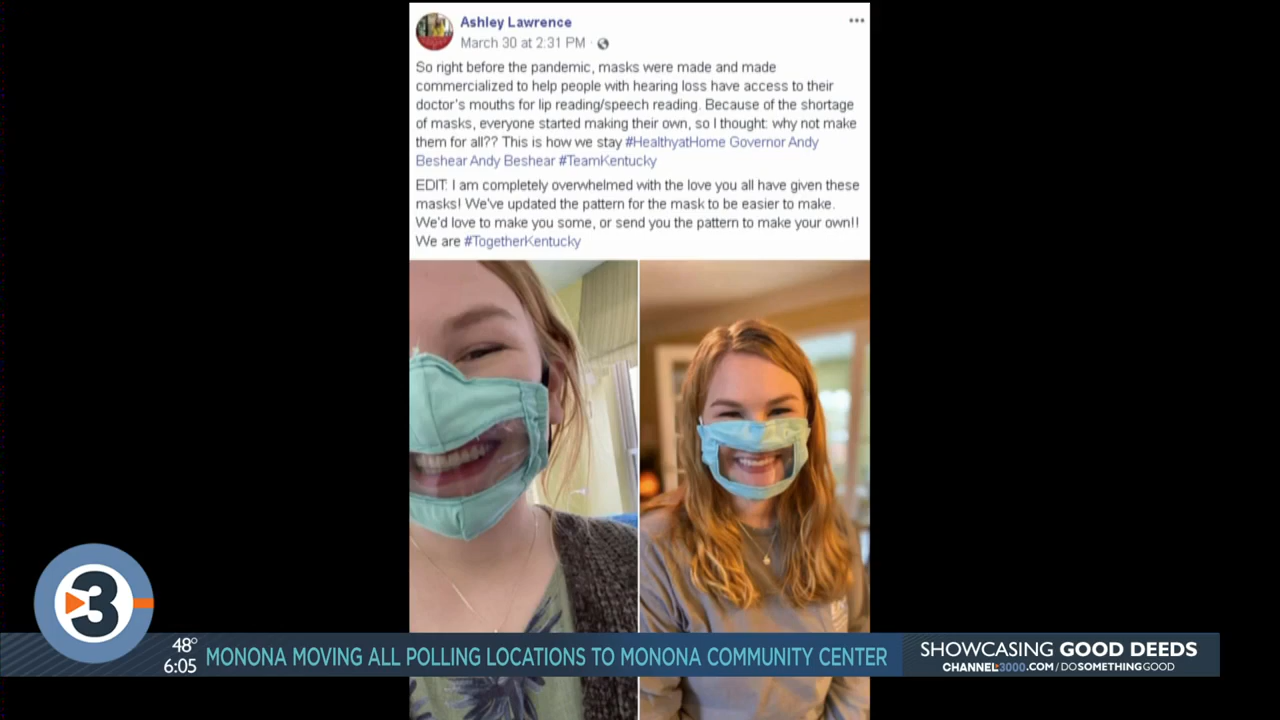 Ashley Lawrence
March 30 at 2:31 PM ·
So right before the pandemic, masks were made and made
commercialized to help people with hearing loss have access to their
doctor's mouths for lip reading/speech reading. Because of the shortage
of masks, everyone started making their own, so I thought: why not make
them for all?? This is how we stay #HealthyatHome Governor Andy
Beshear Andy Beshear #TeamKentucky
EDIT: I am completely overwhelmed with the love you all have given these
masks! We've updated the pattern for the mask to be easier to make.
We'd love to make you some, or send you the pattern to make your own!!
We are #TogetherKentucky
3
48°
6:05
MONONA MOVING ALL POLLING LOCATIONS TO MONONA COMMUNITY CENTER
SHOWCASING GOOD DEEDS
CHANNEL3000.COM/DOSOMETHINGGOOD